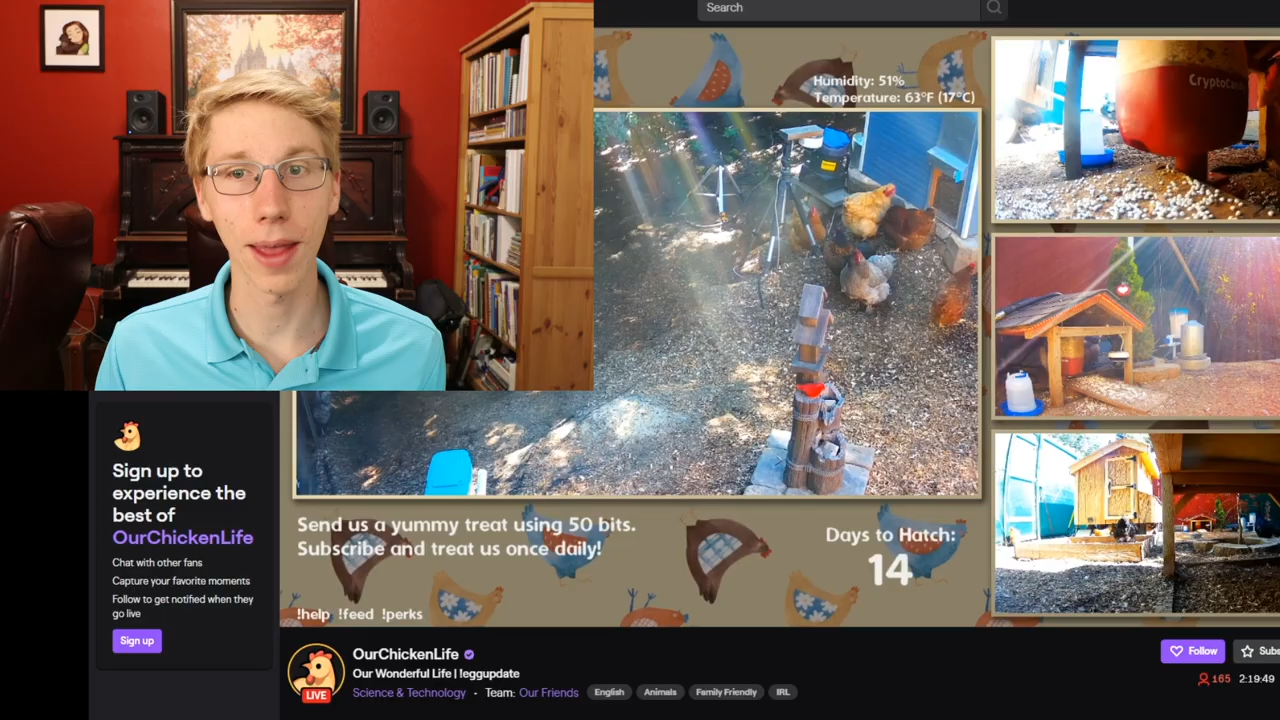 Search
Humidity: 51%
Temperature: 63°F (17°C)
Sign up to
experience the
best of
OurChickenLife
Chat with other fans
Capture your favorite moments
Follow to get notified when they
go live
Sign up
Send us a yummy treat using 50 bits.
Subscribe and treat us once daily!
!help !feed !perks
Days to Hatch:
14
LIVE
OurChickenLife
Our Wonderful Life | !eggupdate
Science & Technology · Team: Our Friends
English
Animals
Family Friendly
IRL
Follow
165
2:19:49